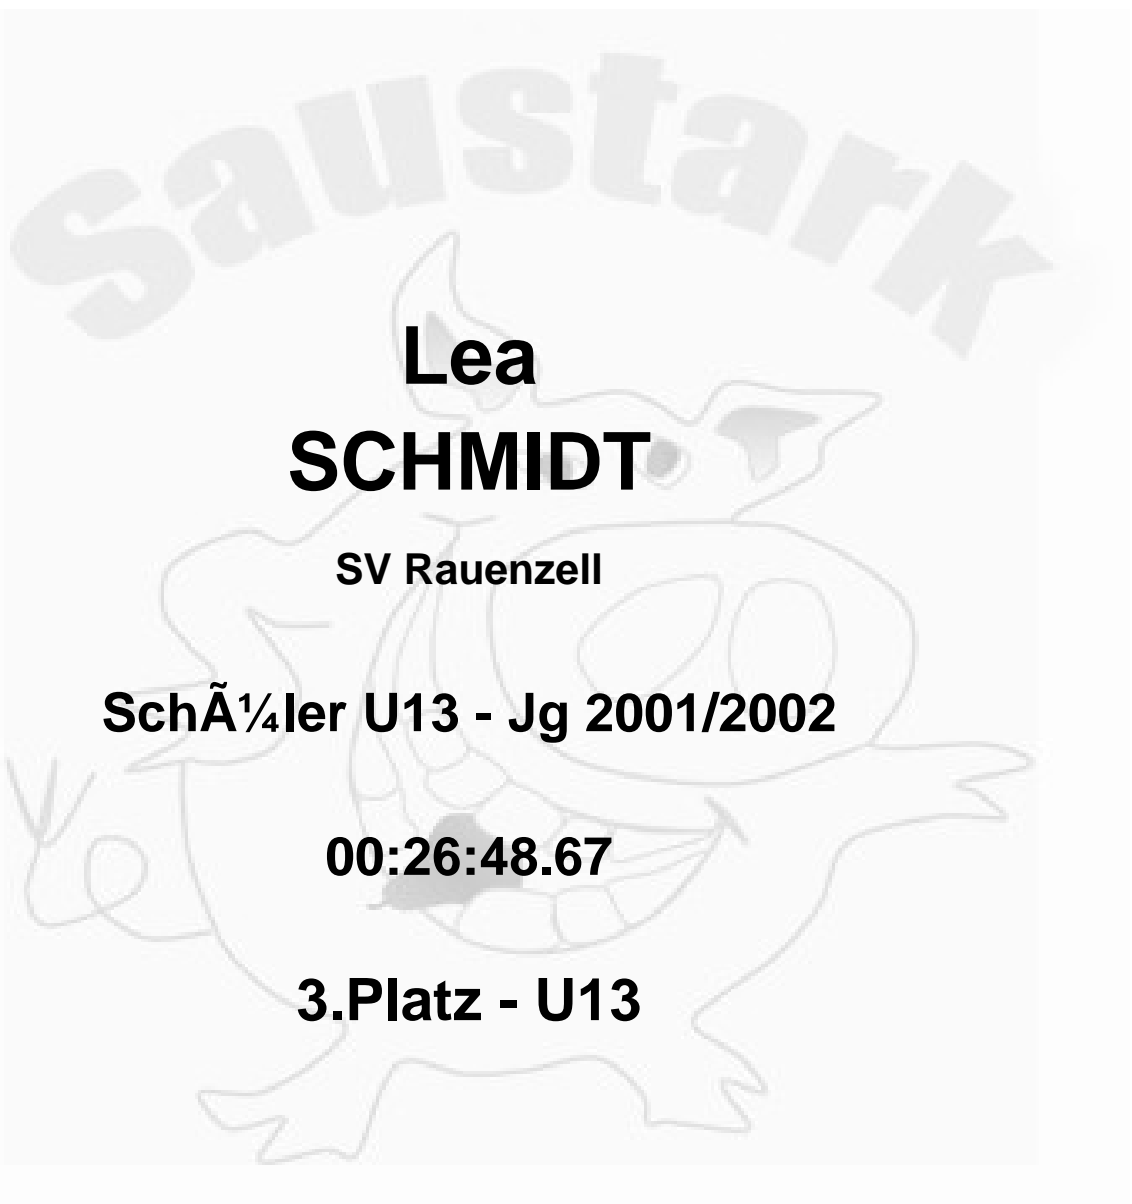 Saustark
Lea
SCHMIDT
SV Rauenzell
SchÃ¼ler U13 - Jg 2001/2002
00:26:48.67
3.Platz - U13